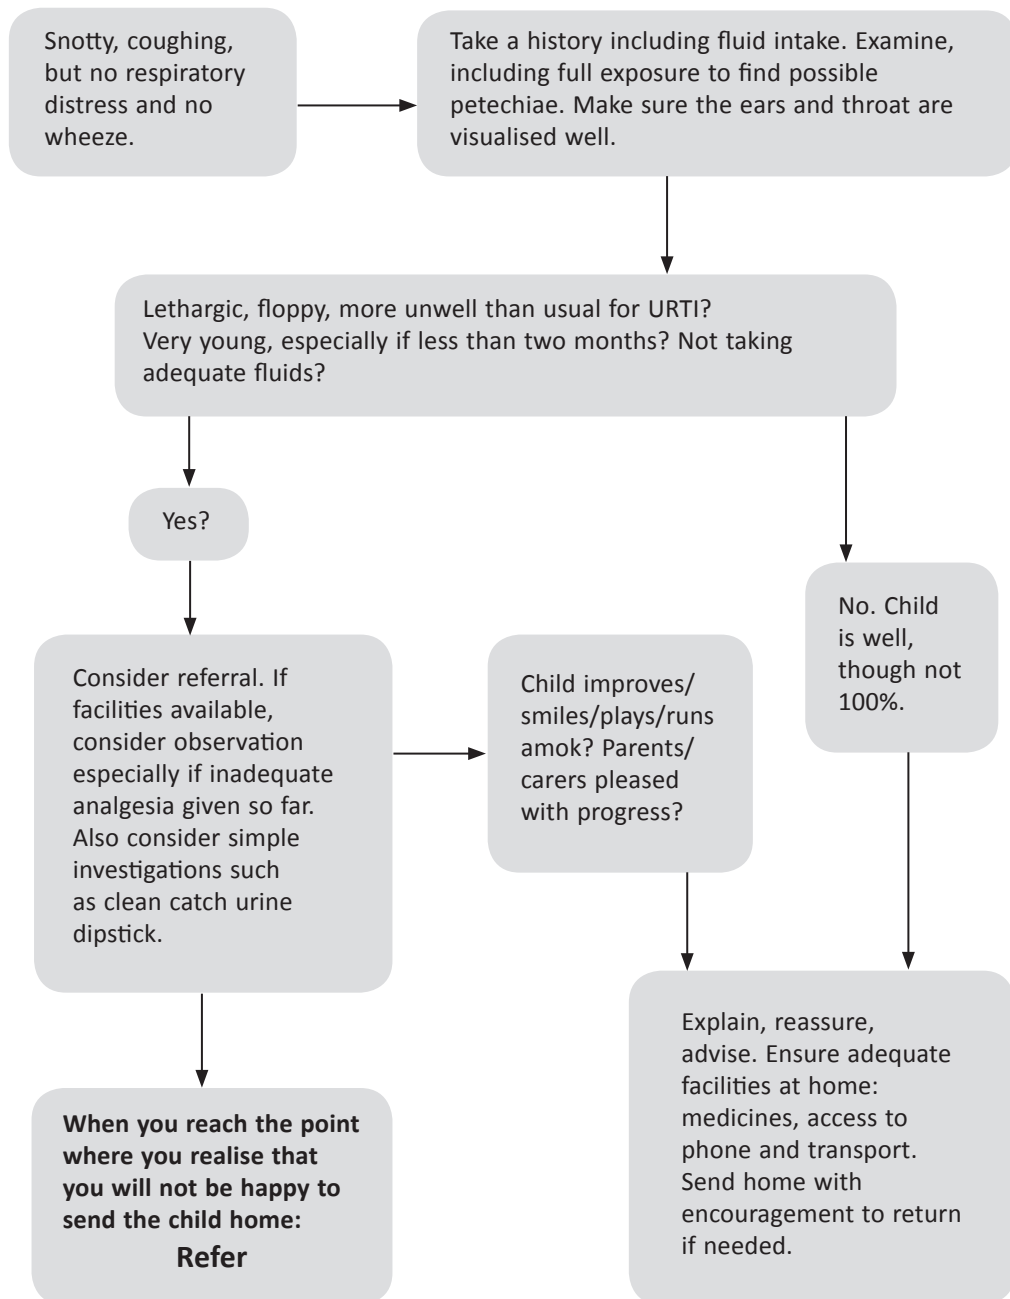 Snotty, coughing,
but no respiratory
distress and no
wheeze.
Take a history including fluid intake. Examine,
including full exposure to find possible
petechiae. Make sure the ears and throat are
visualised well.
Lethargic, floppy, more unwell than usual for URTI?
Very young, especially if less than two months? Not taking
adequate fluids?
Yes?
No. Child
is well,
though not
100%.
Consider referral. If
facilities available,
consider observation
especially if inadequate
analgesia given so far.
Also consider simple
investigations such
as clean catch urine
dipstick.
Child improves/
smiles/plays/runs
amok? Parents/
carers pleased
with progress?
When you reach the point
where you realise that
you will not be happy to
send the child home:
Refer
Explain, reassure,
advise. Ensure adequate
facilities at home:
medicines, access to
phone and transport.
Send home with
encouragement to return
if needed.